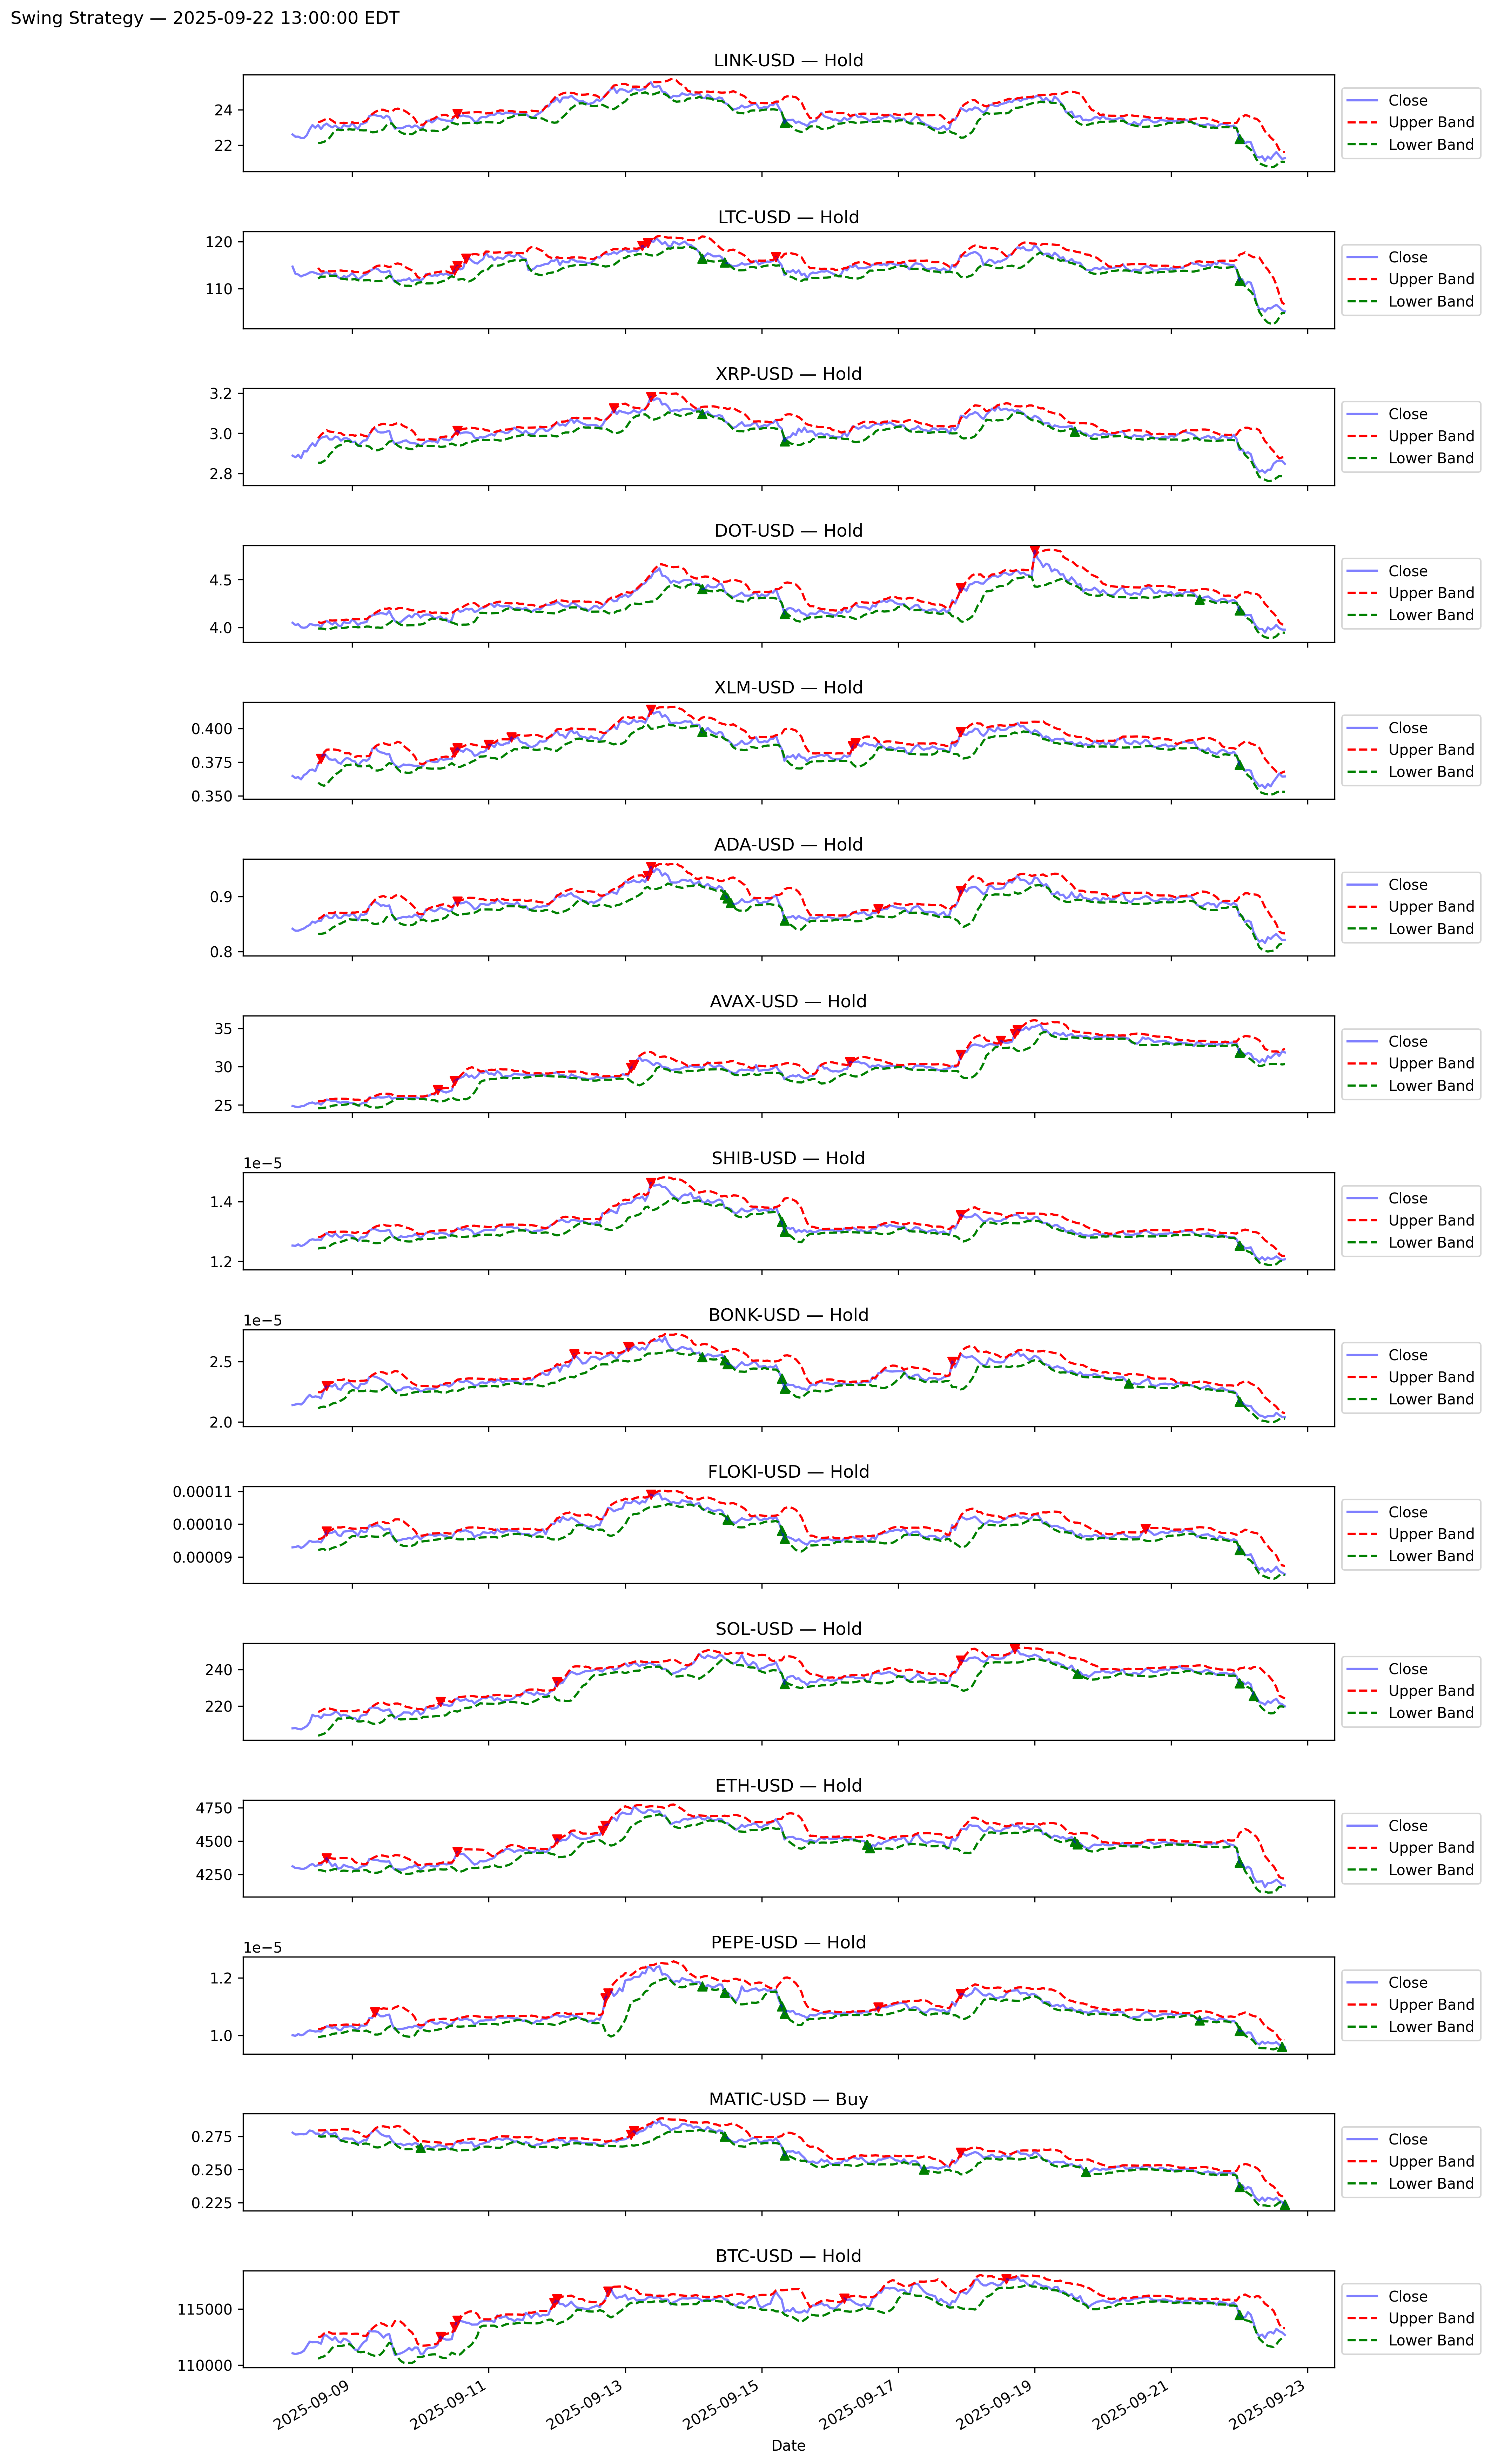 Swing Strategy — 2025-09-22 13:00:00 EDT
LINK-USD — Hold
24
22
Close
Upper Band
Lower Band
LTC-USD — Hold
120
110
Close
Upper Band
Lower Band
XRP-USD — Hold
3.2
3.0
2.8
Close
Upper Band
Lower Band
DOT-USD — Hold
4.5
4.0
Close
Upper Band
Lower Band
XLM-USD — Hold
0.400
0.375
0.350
Close
Upper Band
Lower Band
ADA-USD — Hold
0.9
0.8
Close
Upper Band
Lower Band
AVAX-USD — Hold
35
30
25
Close
Upper Band
Lower Band
SHIB-USD — Hold
1e−5
1.4
1.2
Close
Upper Band
Lower Band
BONK-USD — Hold
1e−5
2.5
2.0
Close
Upper Band
Lower Band
FLOKI-USD — Hold
0.00011
0.00010
0.00009
Close
Upper Band
Lower Band
SOL-USD — Hold
240
220
Close
Upper Band
Lower Band
ETH-USD — Hold
4750
4500
4250
Close
Upper Band
Lower Band
PEPE-USD — Hold
1e−5
1.2
1.0
Close
Upper Band
Lower Band
MATIC-USD — Buy
0.275
0.250
0.225
Close
Upper Band
Lower Band
BTC-USD — Hold
115000
110000
Close
Upper Band
Lower Band
2025-09-09
2025-09-11
2025-09-13
2025-09-15
2025-09-17
2025-09-19
2025-09-21
2025-09-23
Date